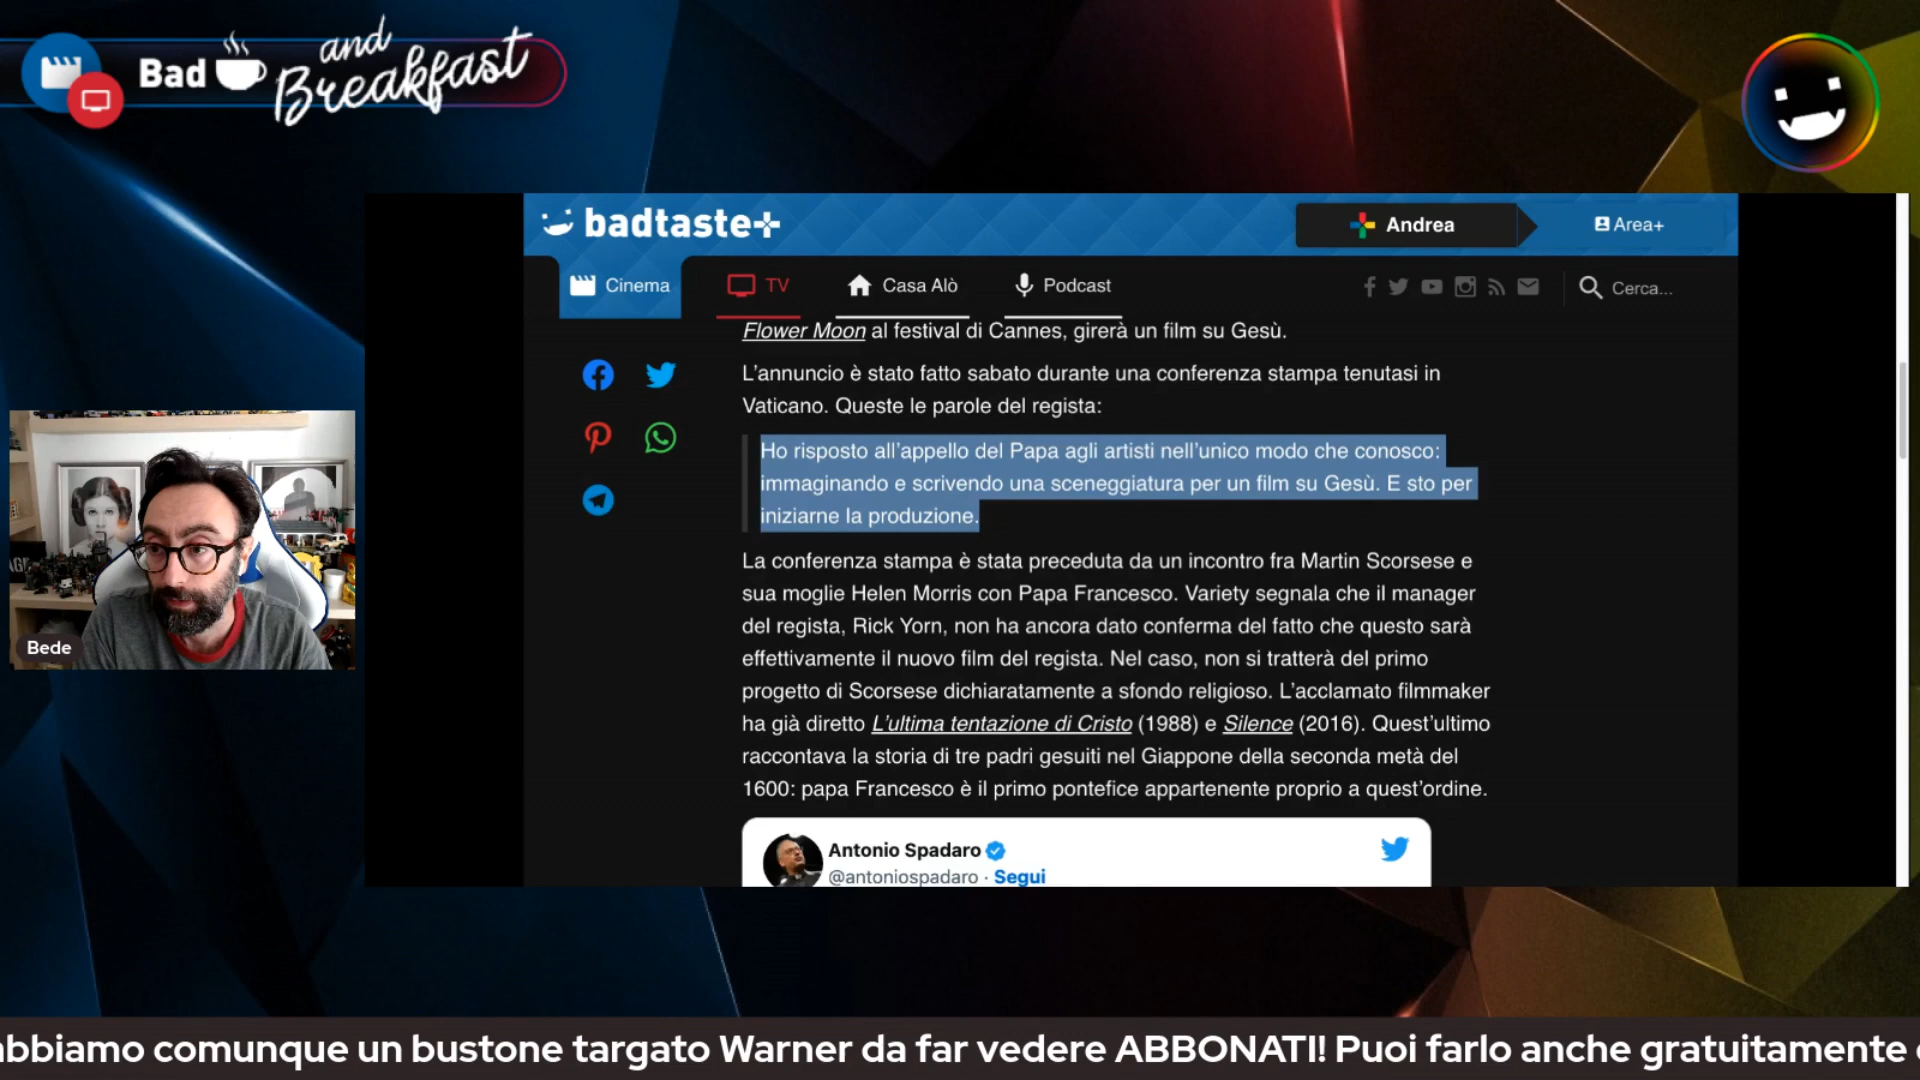 Bad and Breakfast
badtaste+
Andrea
Area+
Cinema
TV
Casa Alò
Podcast
Cerca...
Flower Moon al festival di Cannes, girerà un film su Gesù.
L'annuncio è stato fatto sabato durante una conferenza stampa tenutasi in
Vaticano. Queste le parole del regista:
Ho risposto all'appello del Papa agli artisti nell'unico modo che conosco:
immaginando e scrivendo una sceneggiatura per un film su Gesù. E sto per
iniziarne la produzione.
La conferenza stampa è stata preceduta da un incontro fra Martin Scorsese e
sua moglie Helen Morris con Papa Francesco. Variety segnala che il manager
del regista, Rick Yorn, non ha ancora dato conferma del fatto che questo sarà
effettivamente il nuovo film del regista. Nel caso, non si tratterà del primo
progetto di Scorsese dichiaratamente a sfondo religioso. L'acclamato filmmaker
ha già diretto L'ultima tentazione di Cristo (1988) e Silence (2016). Quest'ultimo
raccontava la storia di tre padri gesuiti nel Giappone della seconda metà del
1600: papa Francesco è il primo pontefice appartenente proprio a quest'ordine.
Antonio Spadaro
@antoniospadaro · Segui
Bede
abbiamo comunque un bustone targato Warner da far vedere ABBONATI! Puoi farlo anche gratuitamente